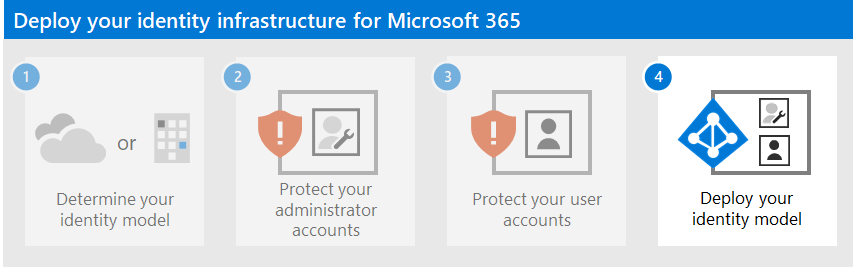 Deploy your identity infrastructure for Microsoft 365
1
or
Determine your
identity model
2
Protect your
administrator
accounts
3
Protect your user
accounts
4
Deploy your
identity model